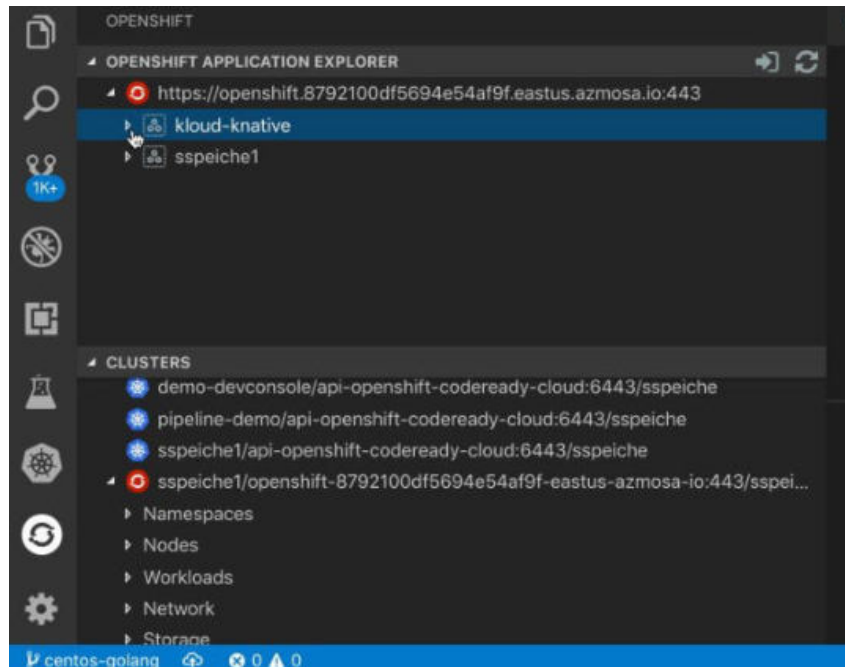 OPENSHIFT
OPENSHIFT APPLICATION EXPLORER
https://openshift.8792100df5694e54af9f.eastus.azmosa.io:443
kloud-knative
sspeiche1
1K+
CLUSTERS
demo-devconsole/api-openshift-codeready-cloud:6443/sspeiche
pipeline-demo/api-openshift-codeready-cloud:6443/sspeiche
sspeiche1/api-openshift-codeready-cloud:6443/sspeiche
sspeiche1/openshift-8792100df5694e54af9f-eastus-azmosa-io:443/sspei...
Namespaces
Nodes
Workloads
Network
Storage
centos-golang 0 0